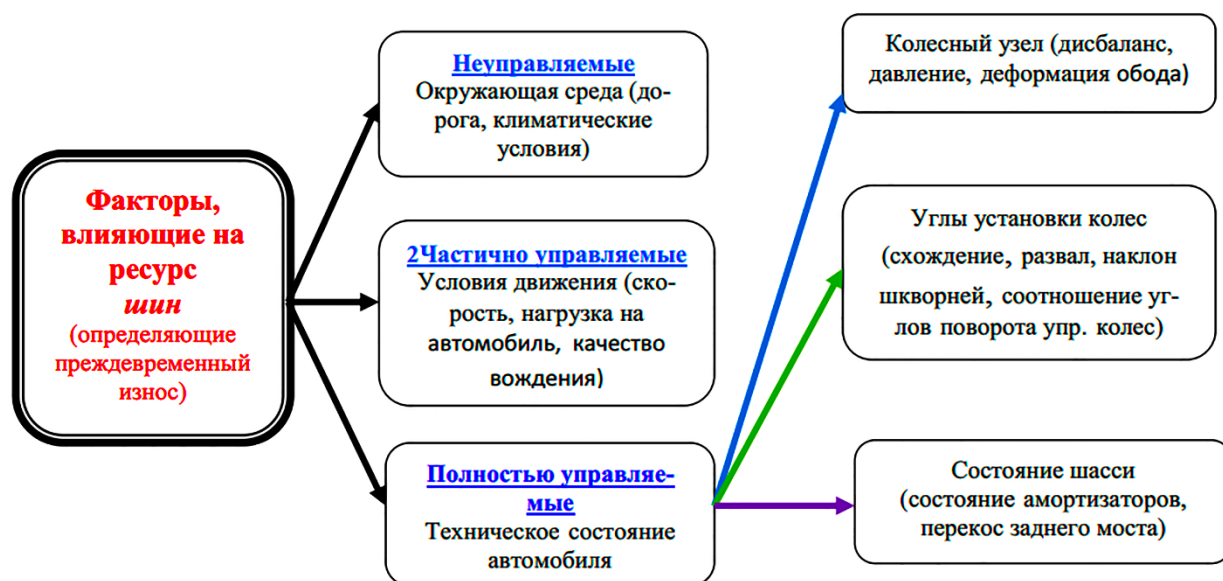 Факторы,
влияющие на
ресурс
шин
(определяющие
преждевременный
износ)
Неуправляемые
Окружающая среда (до-
рога, климатические
условия)
2Частично управляемые
Условия движения (ско-
рость, нагрузка на
автомобиль, качество
вождения)
Полностью управляе-
мые
Техническое состояние
автомобиля
Колесный узел (дисбаланс,
давление, деформация обода)
Углы установки колес
(схождение, развал, наклон
шкворней, соотношение уг-
лов поворота упр. колес)
Состояние шасси
(состояние амортизаторов,
перекос заднего моста)